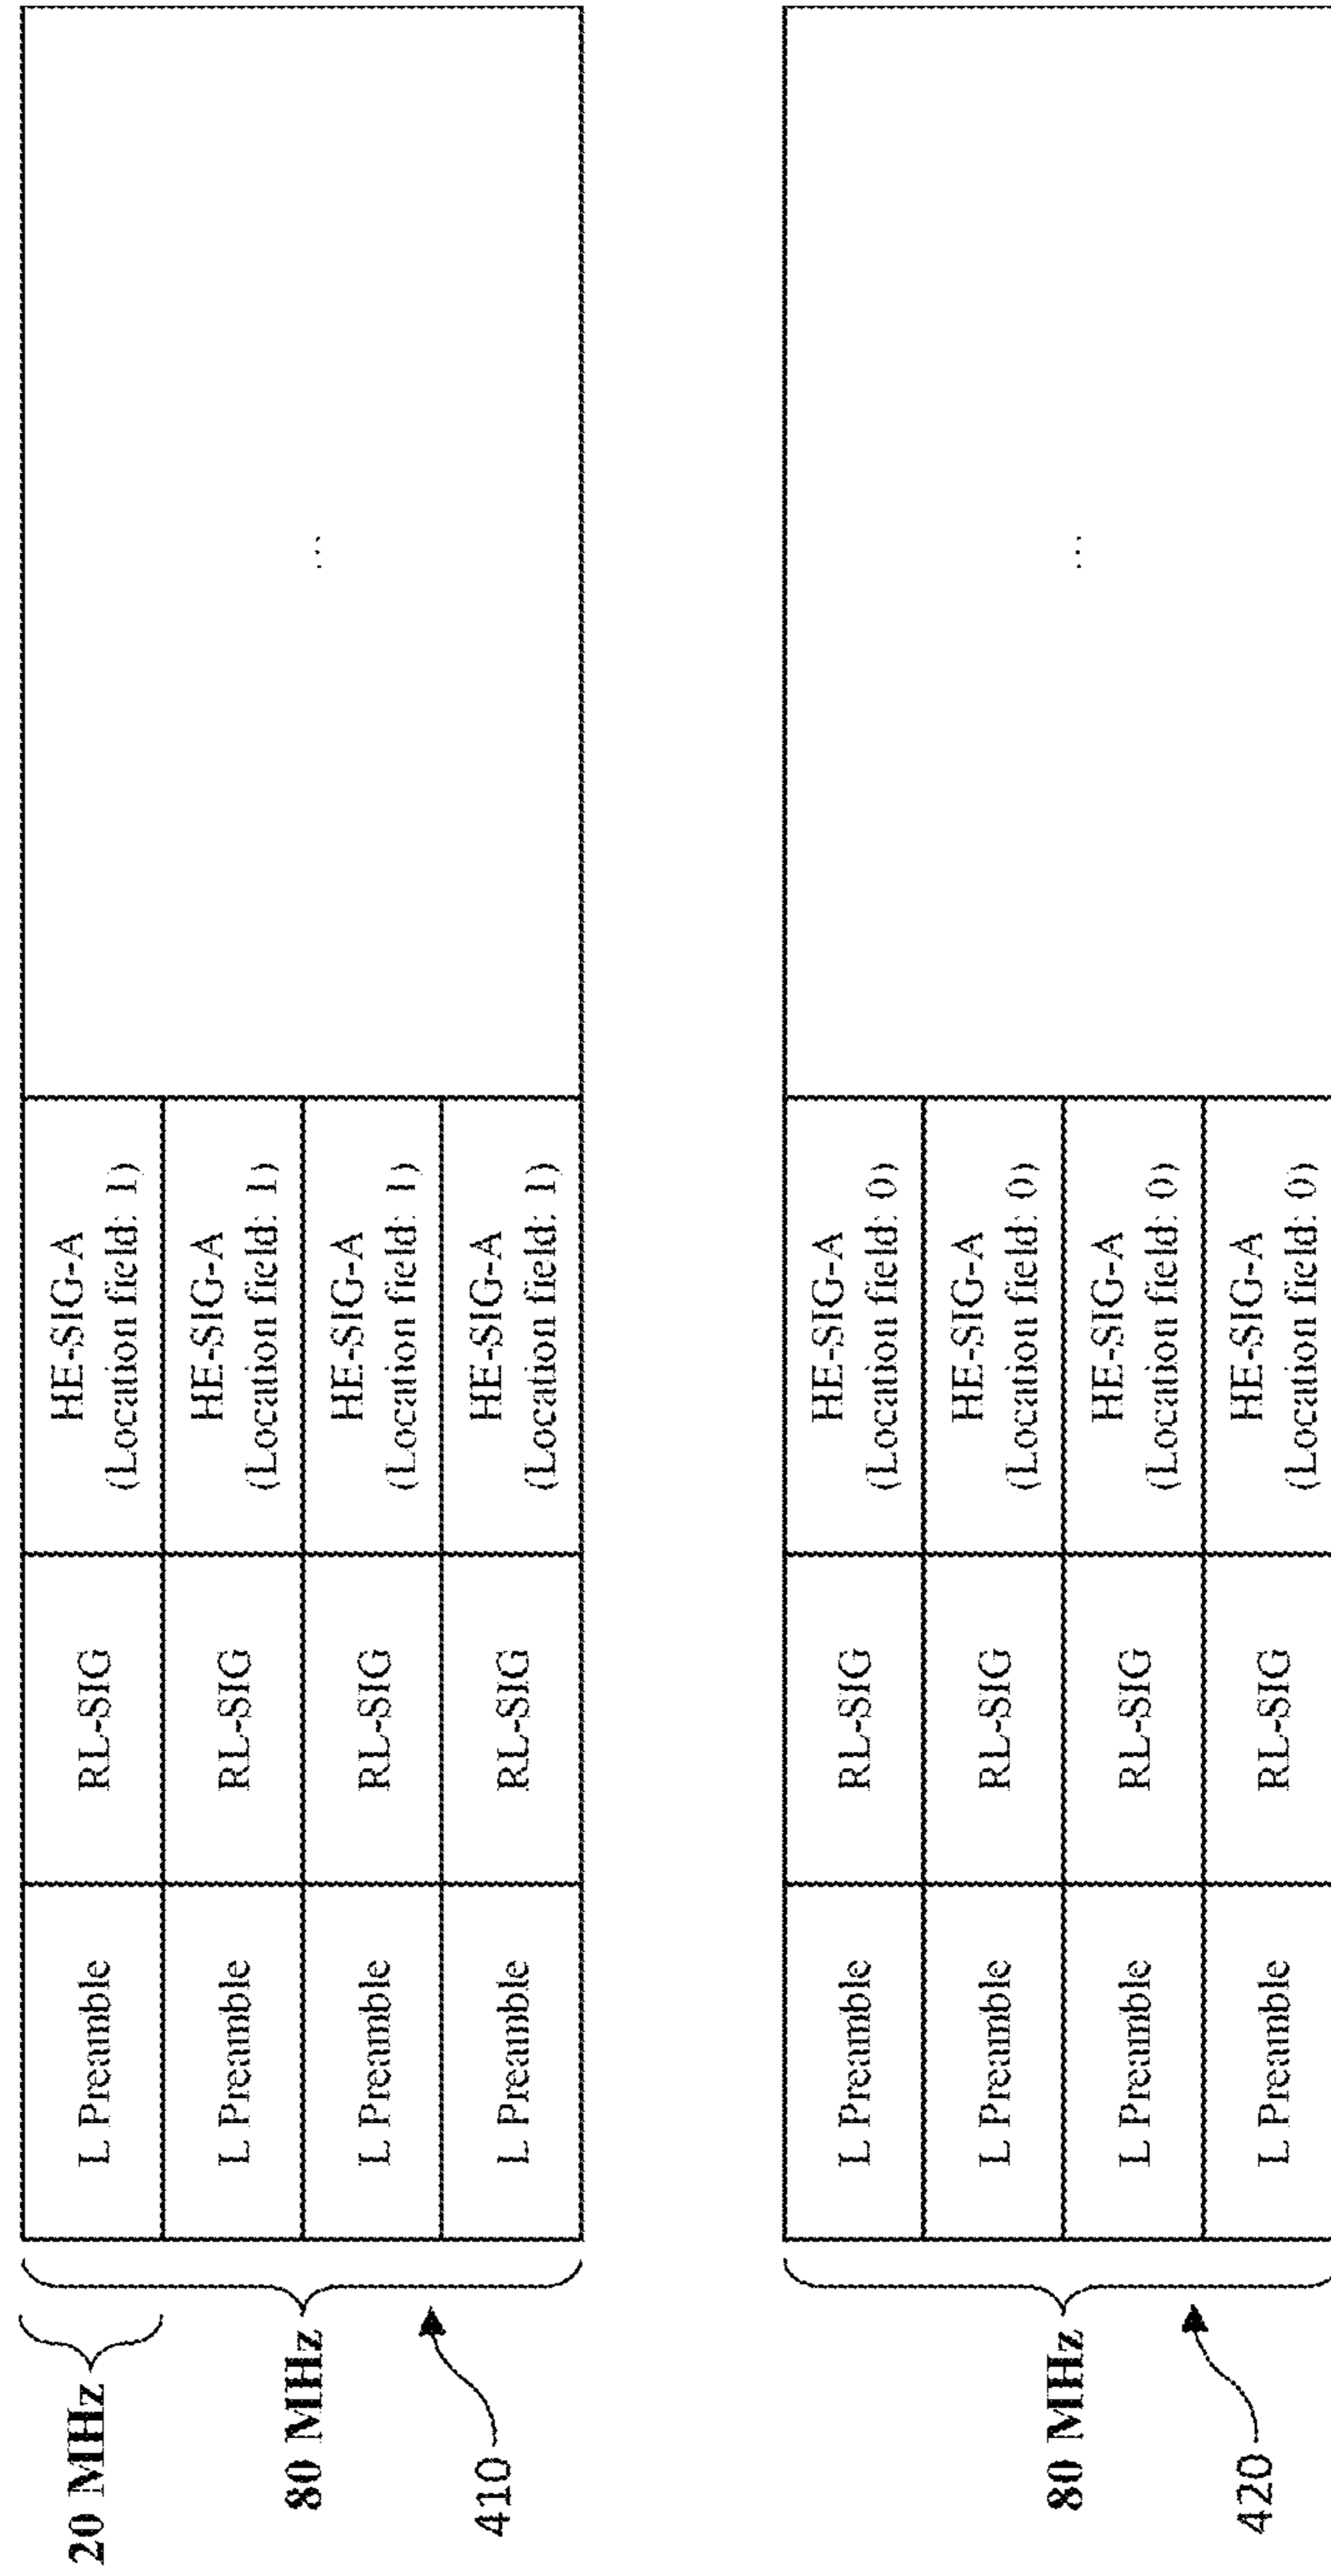 20 MHz
L Preamble
RL-SIG
HE-SIG-A
(Location field: 1)
L Preamble
RL-SIG
HE-SIG-A
(Location field: 1)
80 MHz
...
L Preamble
RL-SIG
HE-SIG-A
(Location field: 1)
L Preamble
RL-SIG
HE-SIG-A
(Location field: 1)
410
L Preamble
RL-SIG
HE-SIG-A
(Location field: 0)
L Preamble
RL-SIG
HE-SIG-A
(Location field: 0)
80 MHz
...
L Preamble
RL-SIG
HE-SIG-A
(Location field: 0)
L Preamble
RL-SIG
HE-SIG-A
(Location field: 0)
420